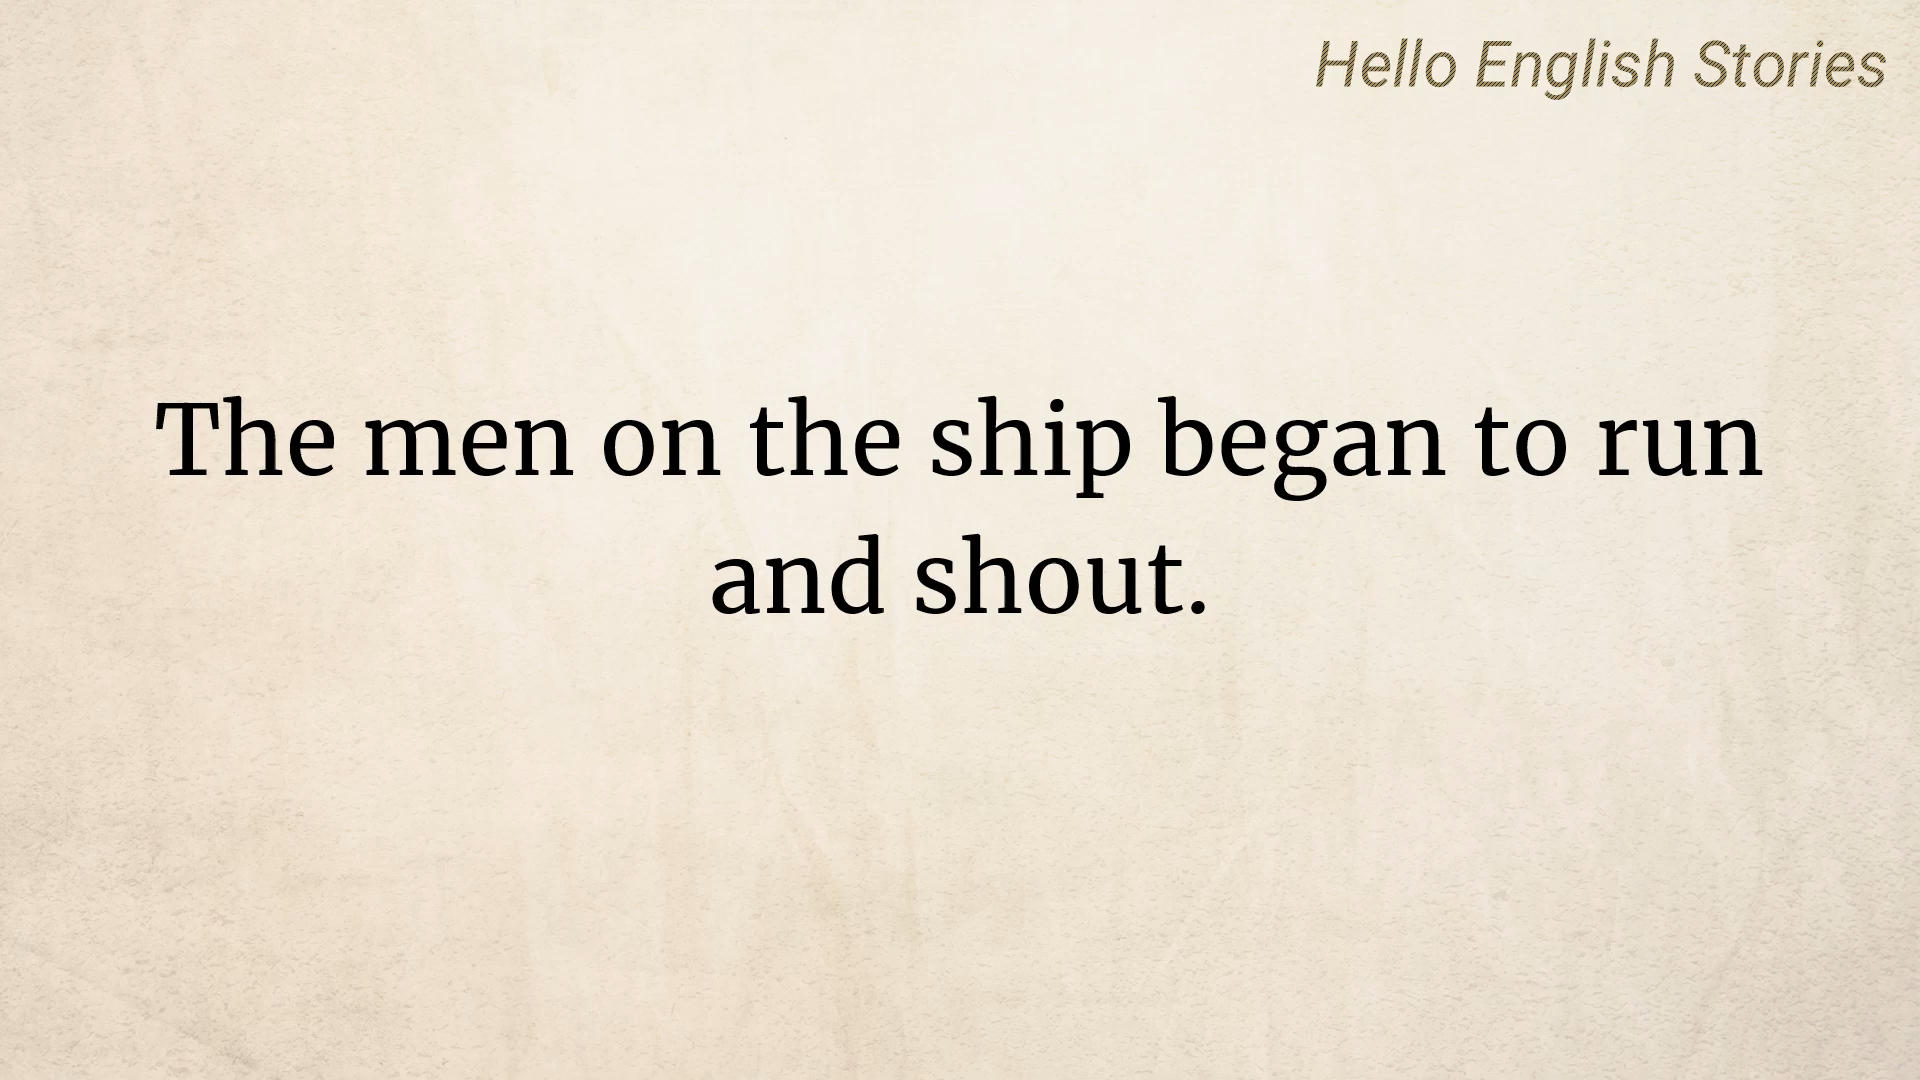 Hello English Stories
The men on the ship began to run
and shout.